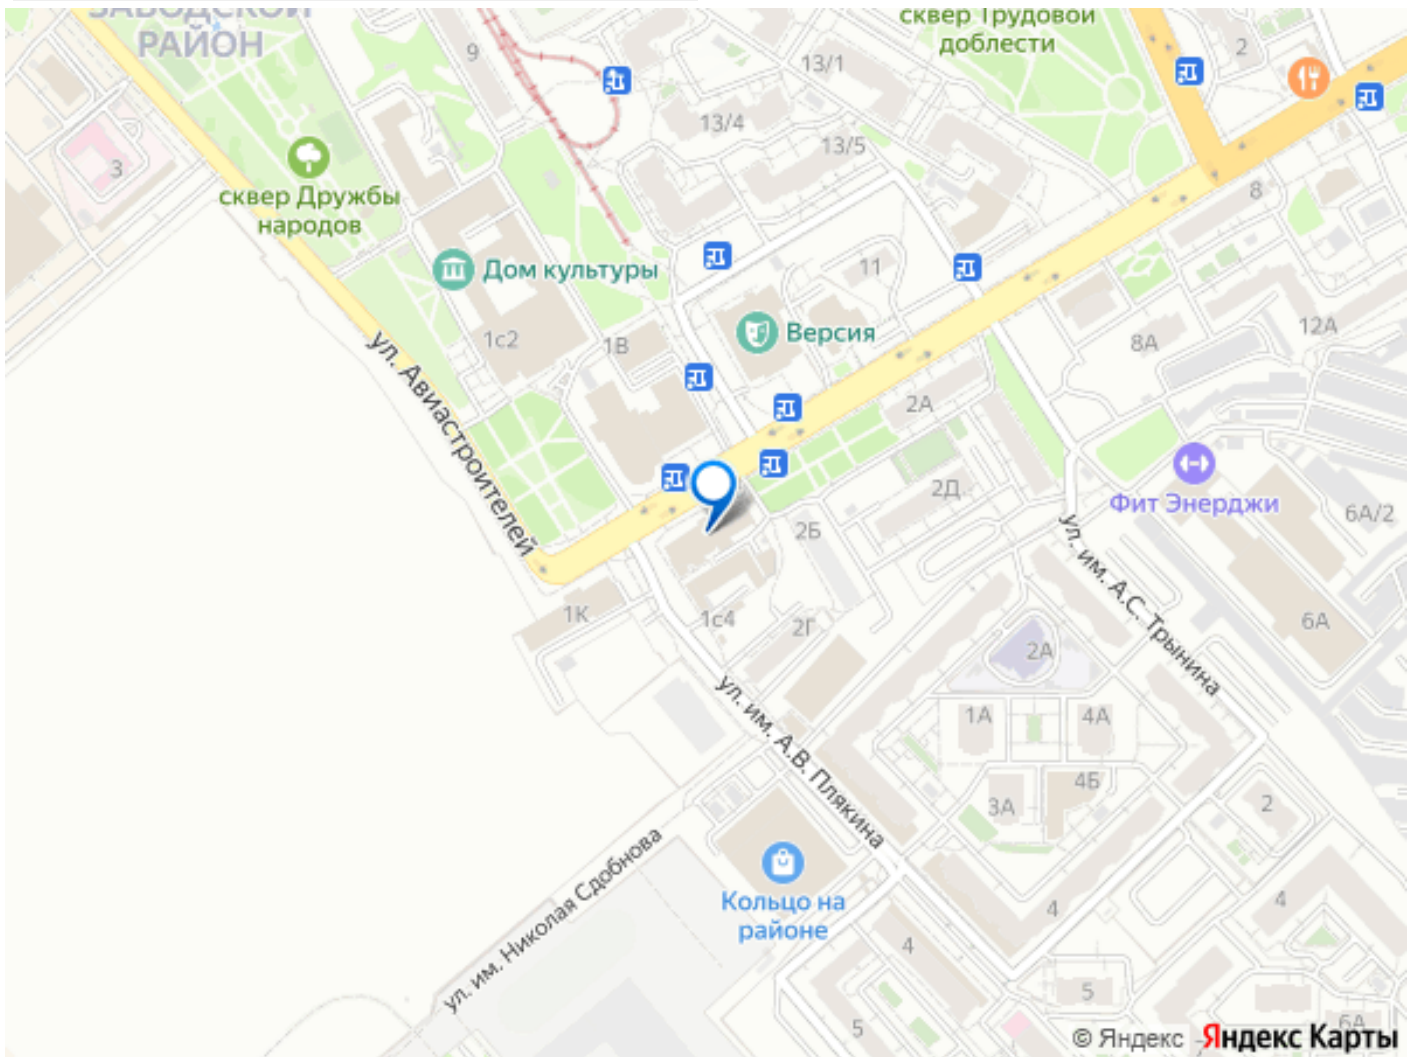 ЗАВОДСКОЙ
РАЙОН
сквер Трудовой
доблести
9
13/1
2
13/4
13/5
3
сквер Дружбы
народов
8
Дом культуры
11
1с2
1В
Версия
12А
8А
ул. Авиастроителей
2А
2Д
Фит Энерджи
6А/2
2Б
ул. им. А.С. Трынина
1К
1с4
2Г
6А
2А
ул. им. А.В. Плякина
1А
4А
4Б
3А
2
ул. им. Николая Сдобнова
Кольцо на
районе
4
4
4
5
5
6А
© Яндекс Яндекс Карты